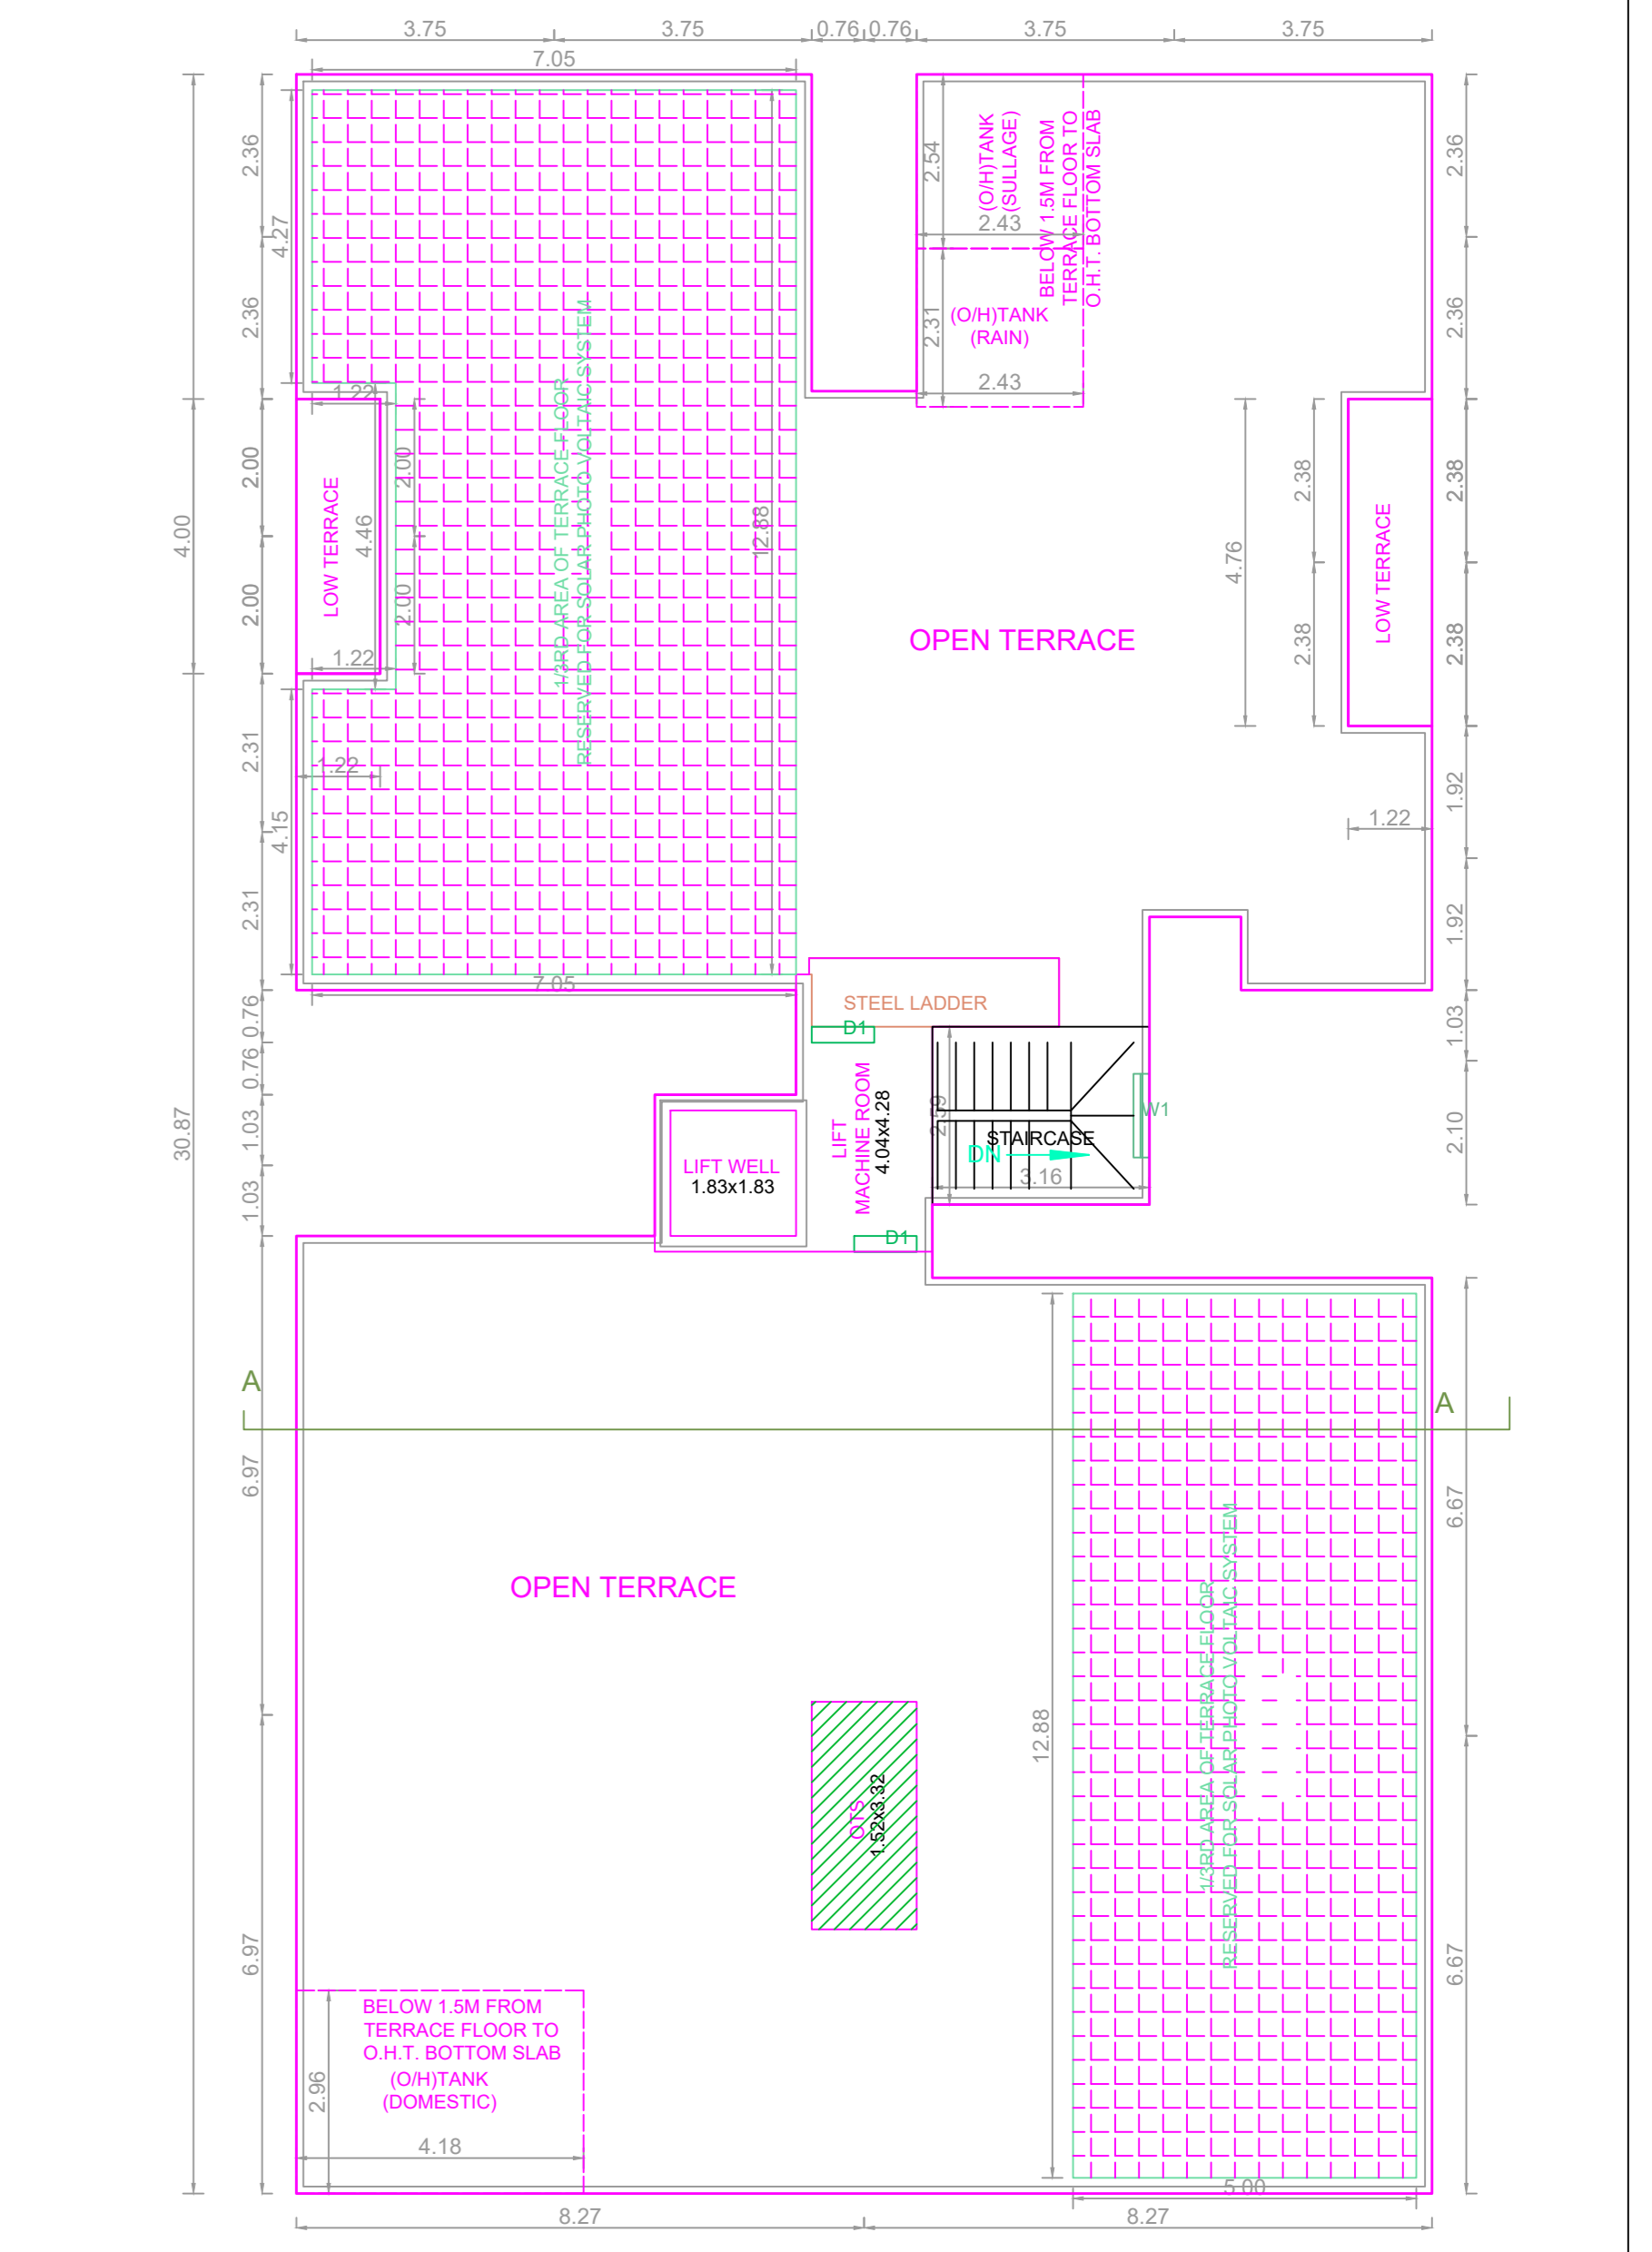 3.75
3.75
0.76
0.76
3.75
3.75
7.05
2.36
4.27
2.36
2.54
(O/H)TANK
(SULLAGE)
2.43
BELOW 1.5M FROM
TERRACE FLOOR TO
O.H.T. BOTTOM SLAB
2.36
2.36
2.31
(O/H)TANK
(RAIN)
2.43
1.22
1/3RD AREA OF TERRACE FLOOR
RESERVED FOR SOLAR PHOTO VOLTAIC SYSTEM
4.00
2.00
2.00
LOW TERRACE
4.46
2.00
2.00
12.88
1.22
OPEN TERRACE
4.76
2.38
2.38
LOW TERRACE
2.38
2.38
2.31
1.22
4.15
2.31
1.22
1.92
1.92
7.05
STEEL LADDER
D1
0.76
0.76
1.03
1.03
30.87
LIFT WELL
1.83x1.83
LIFT
MACHINE ROOM
4.04x4.28
2.59
STAIRCASE
DN
3.16
W1
1.03
2.10
D1
A
A
6.97
6.97
OPEN TERRACE
OTS
1.52x3.32
12.88
1/3RD AREA OF TERRACE FLOOR
RESERVED FOR SOLAR PHOTO VOLTAIC SYSTEM
6.67
6.67
BELOW 1.5M FROM
TERRACE FLOOR TO
O.H.T. BOTTOM SLAB
(O/H)TANK
(DOMESTIC)
2.96
4.18
5.00
8.27
8.27